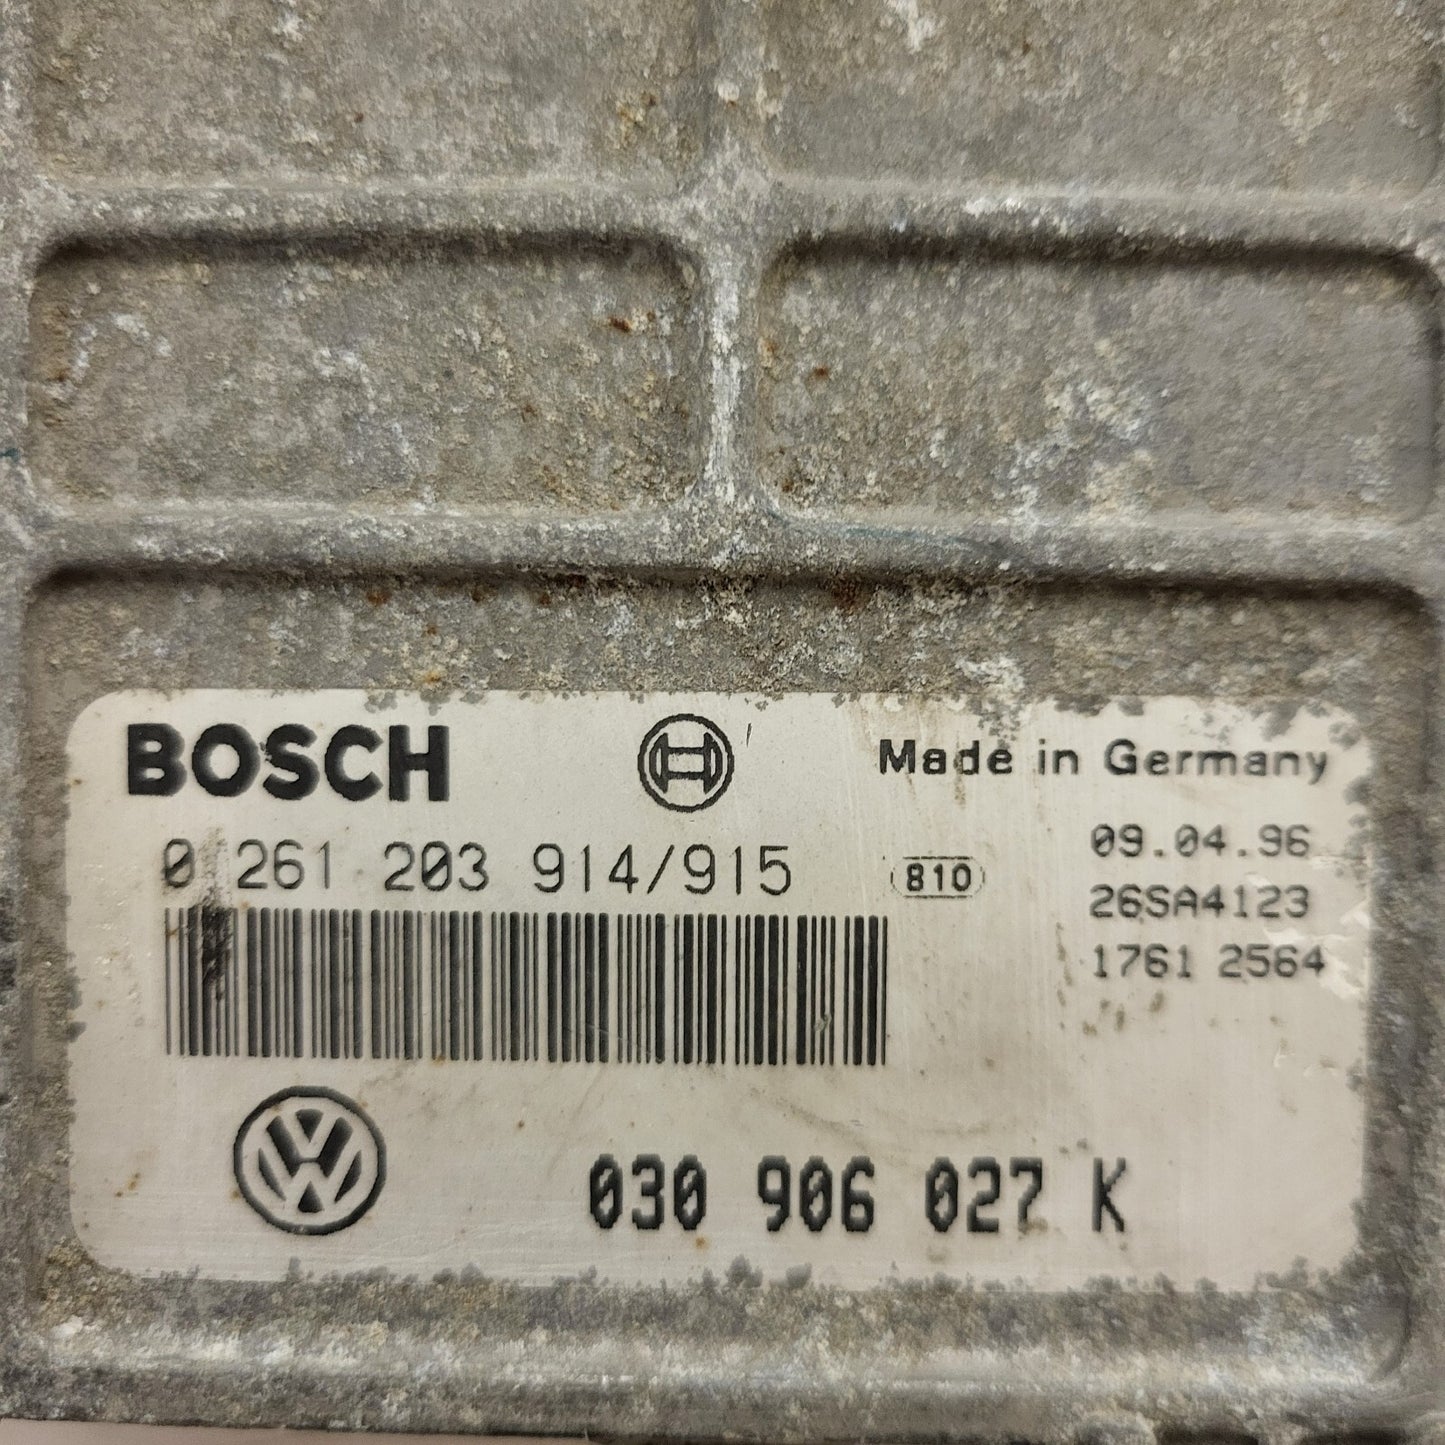 BOSCH
Made in Germany
0 261 203 914/915
810
09.04.96
26SA4123
1761 2564
030 906 027 K